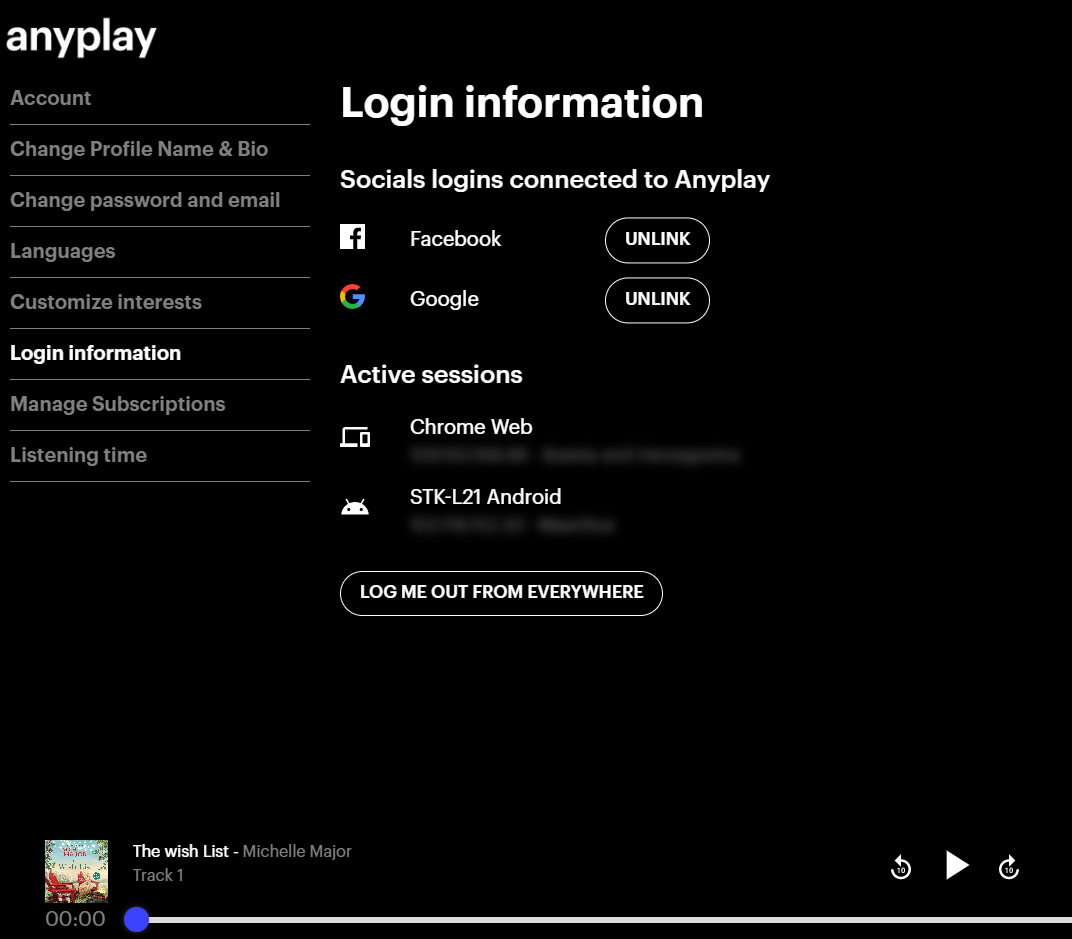 anyplay
Account
Change Profile Name & Bio
Change password and email
Languages
Customize interests
Login information
Manage Subscriptions
Listening time
Login information
Socials logins connected to Anyplay
Facebook
UNLINK
Google
UNLINK
Active sessions
Chrome Web
STK-L21 Android
LOG ME OUT FROM EVERYWHERE
The wish List - Michelle Major
Track 1
00:00
10
10